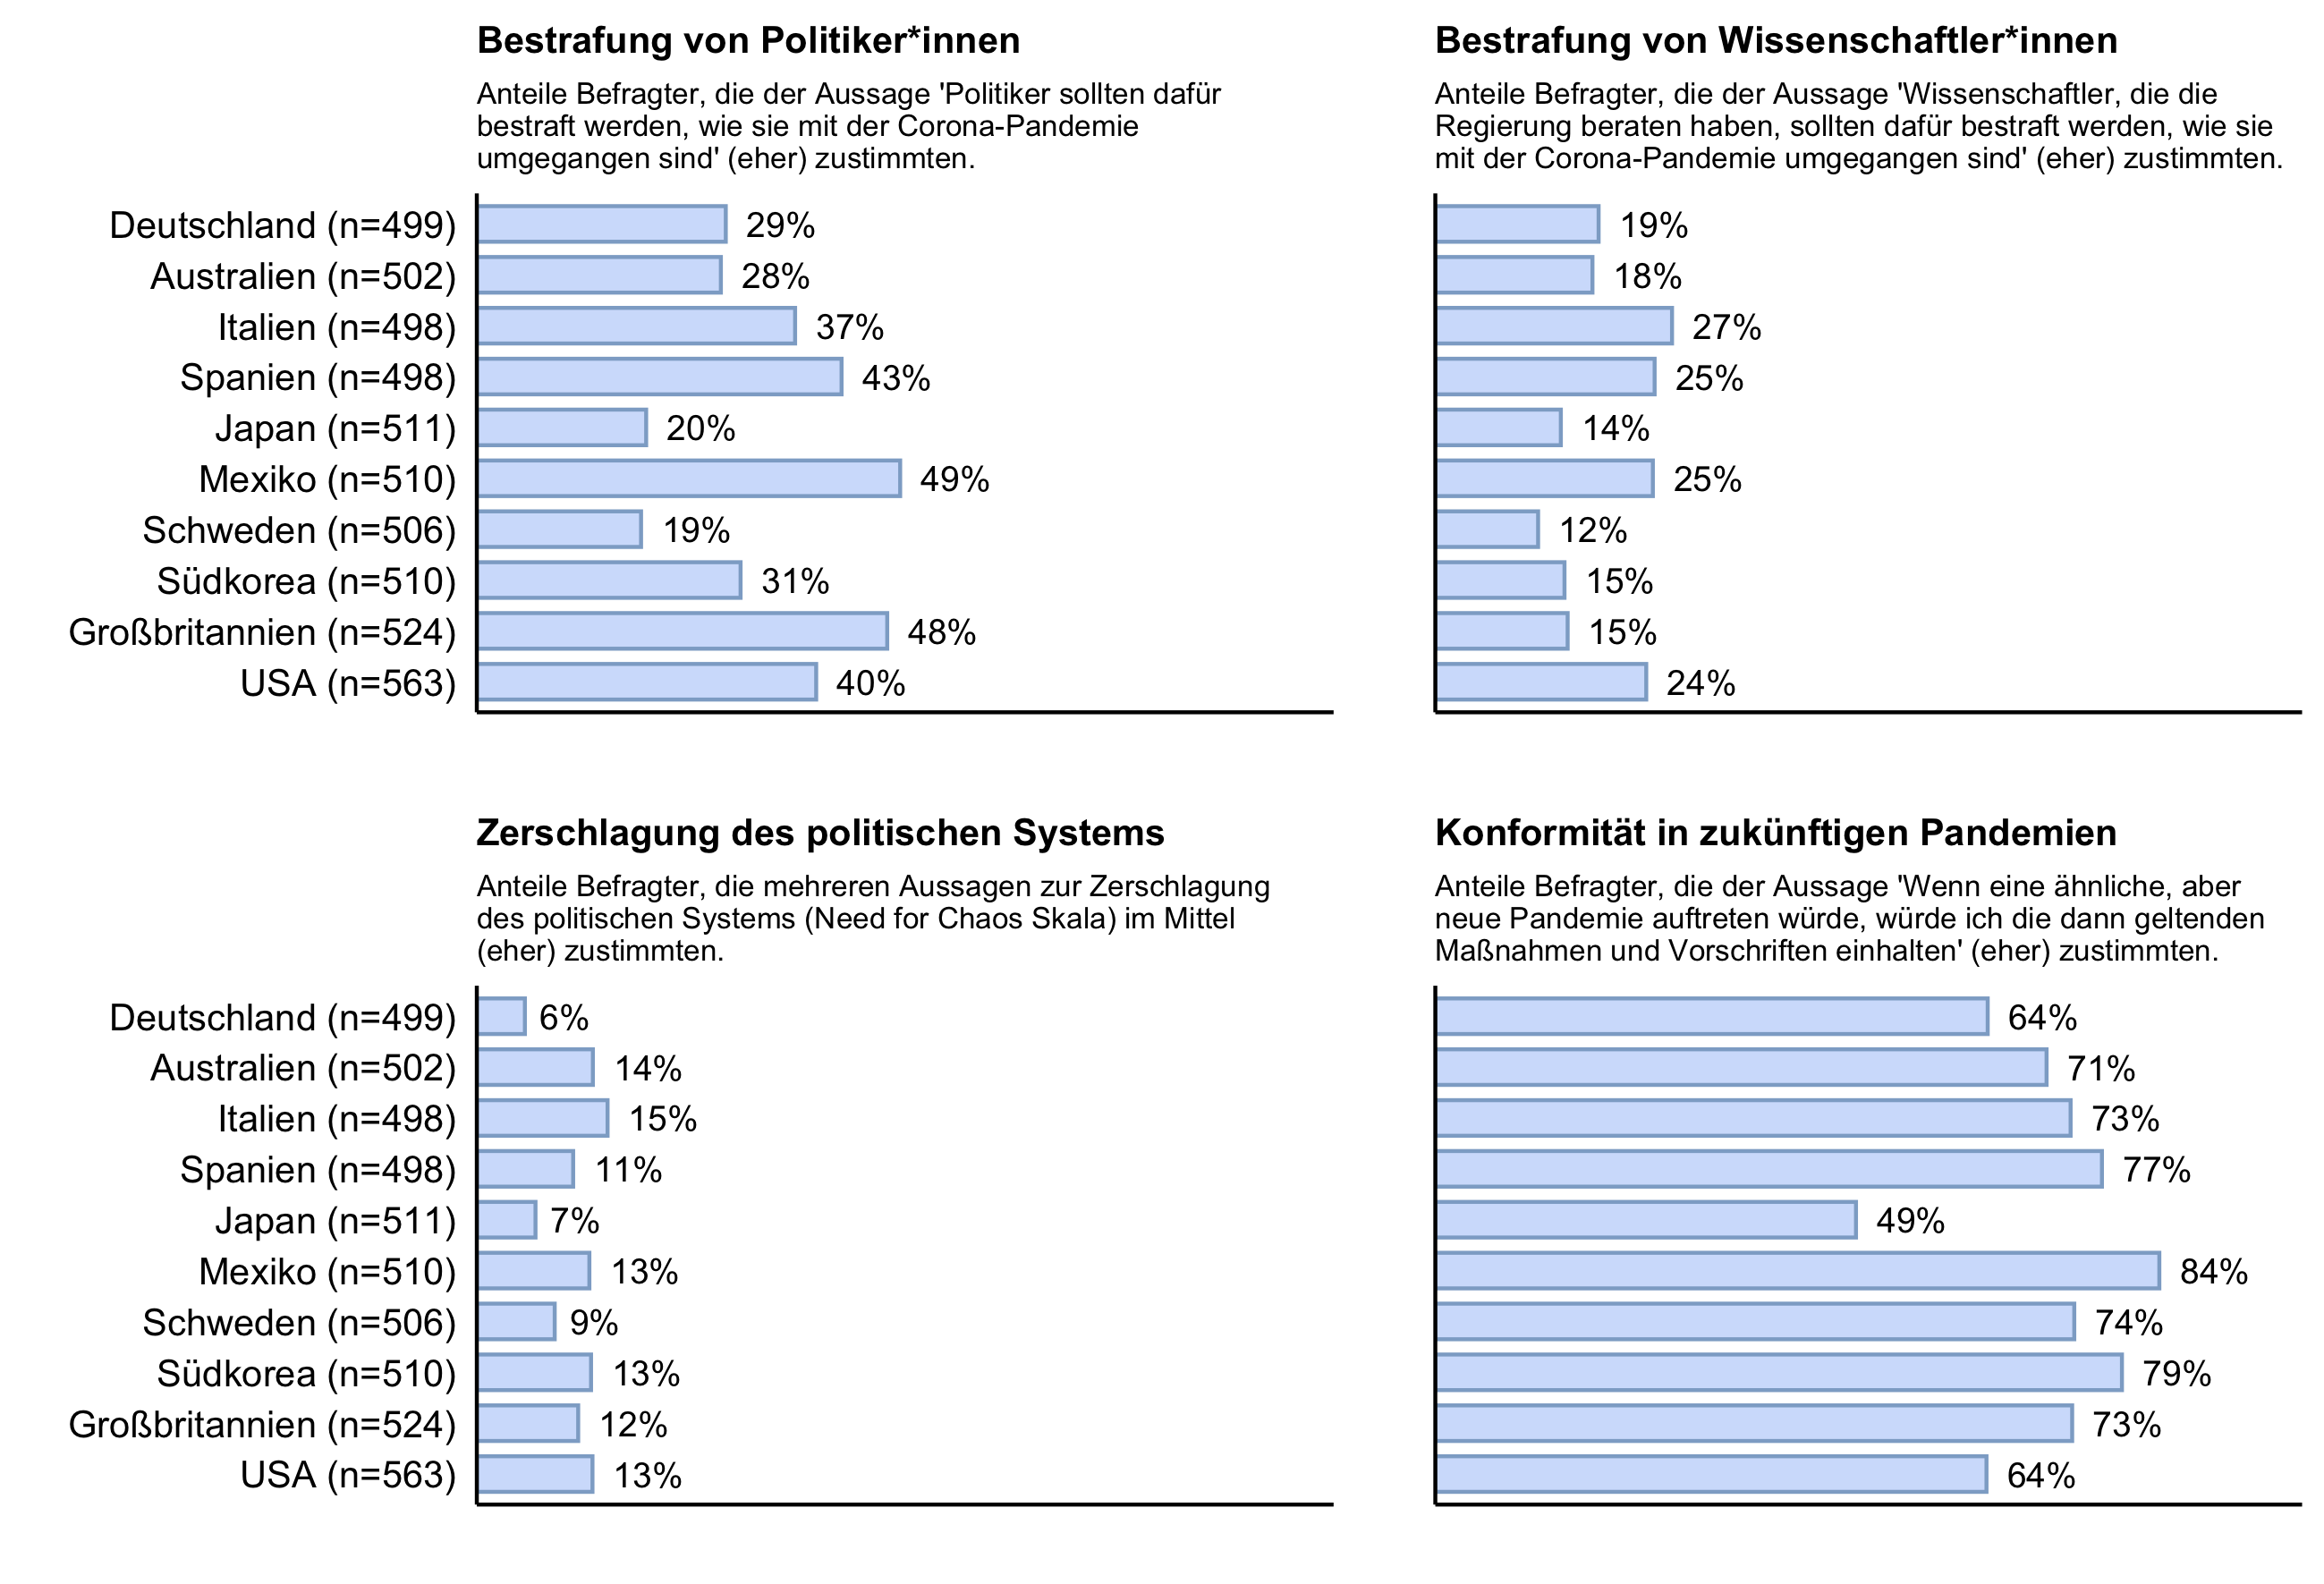 Bestrafung von Politiker*innen
Anteile Befragter, die der Aussage 'Politiker sollten dafür
bestraft werden, wie sie mit der Corona-Pandemie
umgegangen sind' (eher) zustimmten.
Deutschland (n=499) 29%
Australien (n=502) 28%
Italien (n=498) 37%
Spanien (n=498) 43%
Japan (n=511) 20%
Mexiko (n=510) 49%
Schweden (n=506) 19%
Südkorea (n=510) 31%
Großbritannien (n=524) 48%
USA (n=563) 40%
Bestrafung von Wissenschaftler*innen
Anteile Befragter, die der Aussage 'Wissenschaftler, die die
Regierung beraten haben, sollten dafür bestraft werden, wie sie
mit der Corona-Pandemie umgegangen sind' (eher) zustimmten.
19%
18%
27%
25%
14%
25%
12%
15%
15%
24%
Zerschlagung des politischen Systems
Anteile Befragter, die mehreren Aussagen zur Zerschlagung
des politischen Systems (Need for Chaos Skala) im Mittel
(eher) zustimmten.
Deutschland (n=499) 6%
Australien (n=502) 14%
Italien (n=498) 15%
Spanien (n=498) 11%
Japan (n=511) 7%
Mexiko (n=510) 13%
Schweden (n=506) 9%
Südkorea (n=510) 13%
Großbritannien (n=524) 12%
USA (n=563) 13%
Konformität in zukünftigen Pandemien
Anteile Befragter, die der Aussage 'Wenn eine ähnliche, aber
neue Pandemie auftreten würde, würde ich die dann geltenden
Maßnahmen und Vorschriften einhalten' (eher) zustimmten.
64%
71%
73%
77%
49%
84%
74%
79%
73%
64%